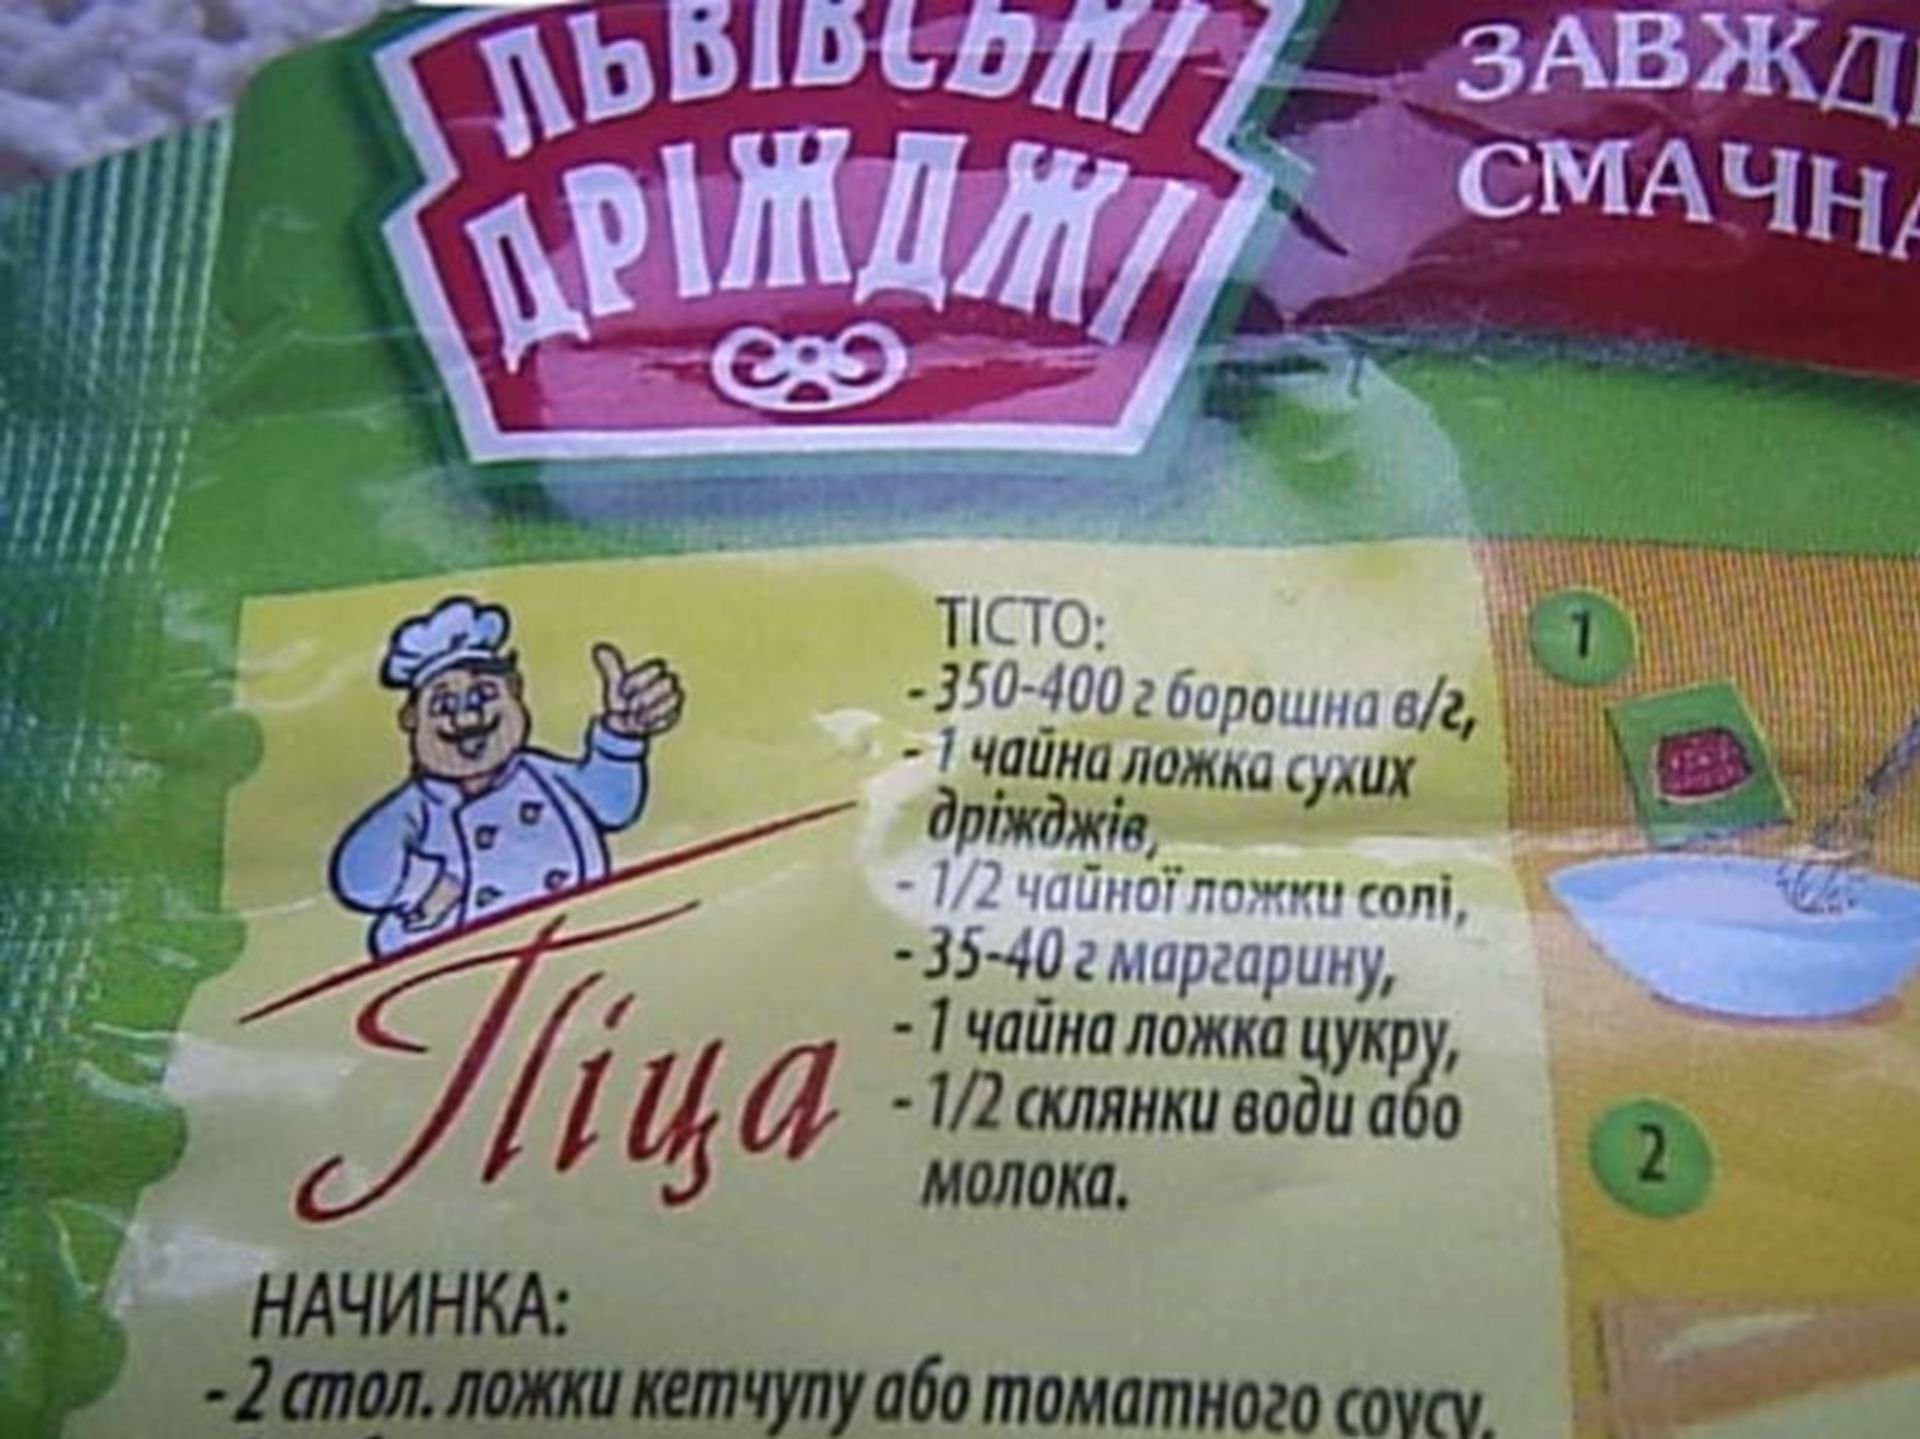 ЛЬВІВСЬКІ
ДРІЖДЖІ
СМАЧНА
ТІСТО:
- 350-400 г борошна в/г,
- 1 чайна ложка сухих
дріжджів,
- 1/2 чайної ложки солі,
- 35-40 г маргарину,
- 1 чайна ложка цукру,
- 1/2 склянки води або
молока.
Піца
НАЧИНКА:
- 2 стол. ложки кетчупу або томатного соусу,
1
2